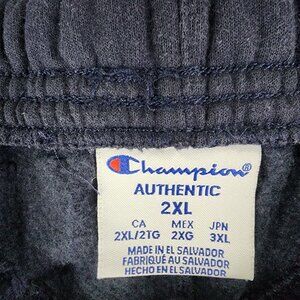 Champion
AUTHENTIC
2XL
CA MEX JPN
2XL/2TG 2XG 3XL
MADE IN EL SALVADOR
FABRIQUÉ AU SALVADOR
HECHO EN EL SALVADOR